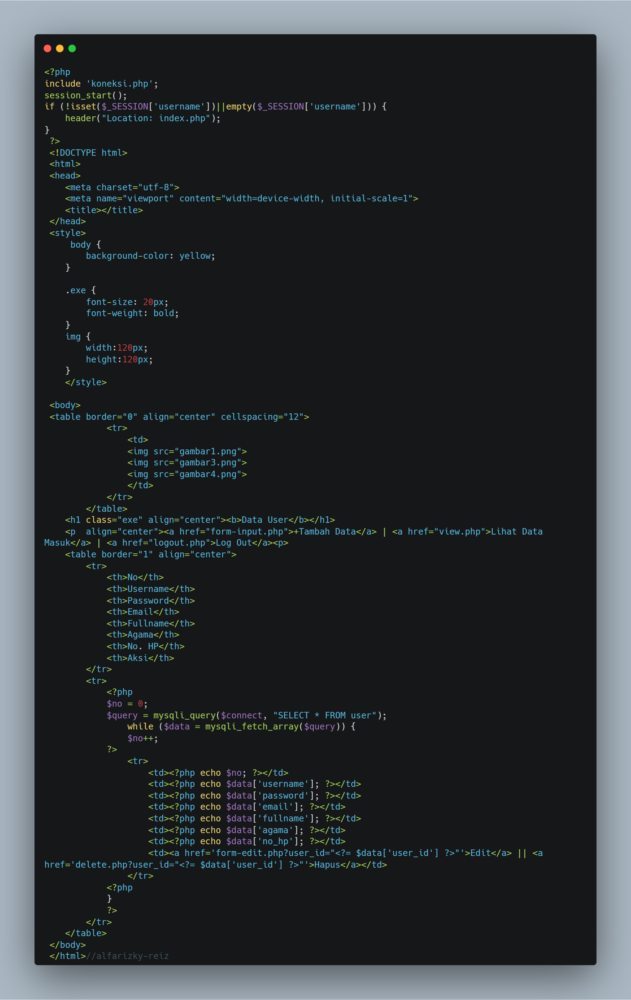 <?php
include 'koneksi.php';
session_start();
if (!isset($_SESSION['username'])||empty($_SESSION['username'])) {
    header("Location: index.php");
}
 ?>
 <!DOCTYPE html>
 <html>
 <head>
    <meta charset="utf-8">
    <meta name="viewport" content="width=device-width, initial-scale=1">
    <title></title>
 </head>
 <style>
     body {
        background-color: yellow;
    }

    .exe {
        font-size: 20px;
        font-weight: bold;
    }
    img {
        width:120px;
        height:120px;
    }
    </style>

 <body>
 <table border="0" align="center" cellspacing="12">
            <tr>
                <td>
                <img src="gambar1.png">
                <img src="gambar3.png">
                <img src="gambar4.png">
                </td>
            </tr>
        </table>
    <h1 class="exe" align="center"><b>Data User</b></h1>
    <p  align="center"><a href="form-input.php">+Tambah Data</a> | <a href="view.php">Lihat Data
Masuk</a> | <a href="logout.php">Log Out</a><p>
    <table border="1" align="center">
        <tr>
            <th>No</th>
            <th>Username</th>
            <th>Password</th>
            <th>Email</th>
            <th>Fullname</th>
            <th>Agama</th>
            <th>No. HP</th>
            <th>Aksi</th>
        </tr>
        <tr>
            <?php
            $no = 0;
            $query = mysqli_query($connect, "SELECT * FROM user");
                while ($data = mysqli_fetch_array($query)) {
                $no++;
            ?>
                <tr>
                    <td><?php echo $no; ?></td>
                    <td><?php echo $data['username']; ?></td>
                    <td><?php echo $data['password']; ?></td>
                    <td><?php echo $data['email']; ?></td>
                    <td><?php echo $data['fullname']; ?></td>
                    <td><?php echo $data['agama']; ?></td>
                    <td><?php echo $data['no_hp']; ?></td>
                    <td><a href='form-edit.php?user_id="<?= $data['user_id'] ?>"'>Edit</a> || <a
href='delete.php?user_id="<?= $data['user_id'] ?>"'>Hapus</a></td>
                </tr>
            <?php
            }
            ?>
        </tr>
    </table>
 </body>
 </html>//alfarizky-reiz